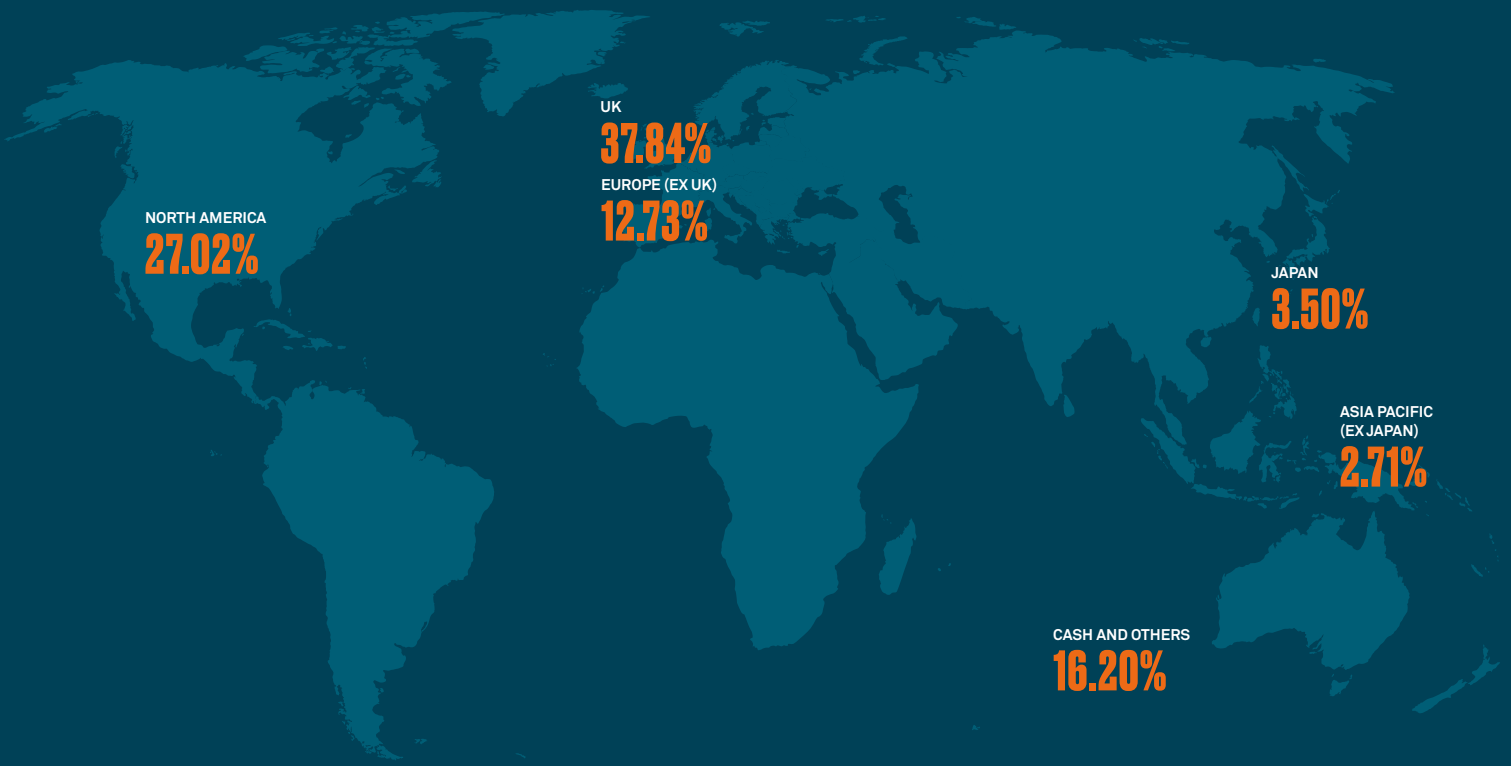 UK
37.84%
EUROPE (EX UK)
12.73%
NORTH AMERICA
27.02%
JAPAN
3.50%
ASIA PACIFIC
(EX JAPAN)
2.71%
CASH AND OTHERS
16.20%